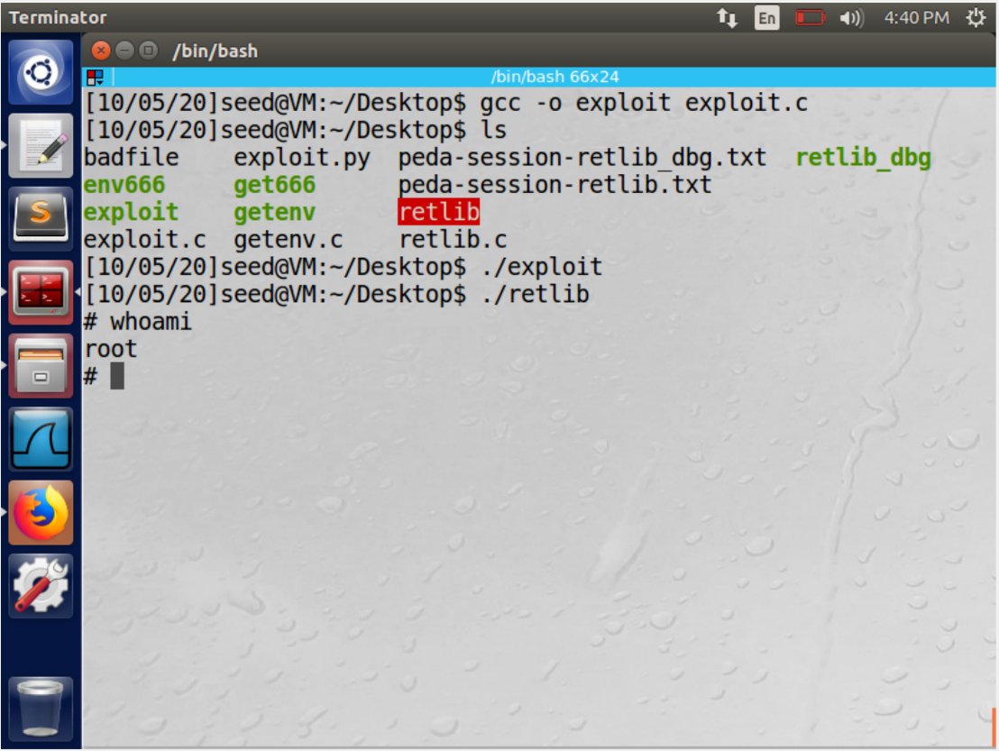 Terminator
En
4:40 PM
/bin/bash
/bin/bash 66x24
[10/05/20]seed@VM:~/Desktop$ gcc -o exploit exploit.c
[10/05/20]seed@VM:~/Desktop$ ls
badfile    exploit.py  peda-session-retlib_dbg.txt  retlib_dbg
env666     get666      peda-session-retlib.txt
exploit    getenv      retlib
exploit.c  getenv.c    retlib.c
[10/05/20]seed@VM:~/Desktop$ ./exploit
[10/05/20]seed@VM:~/Desktop$ ./retlib
# whoami
root
#